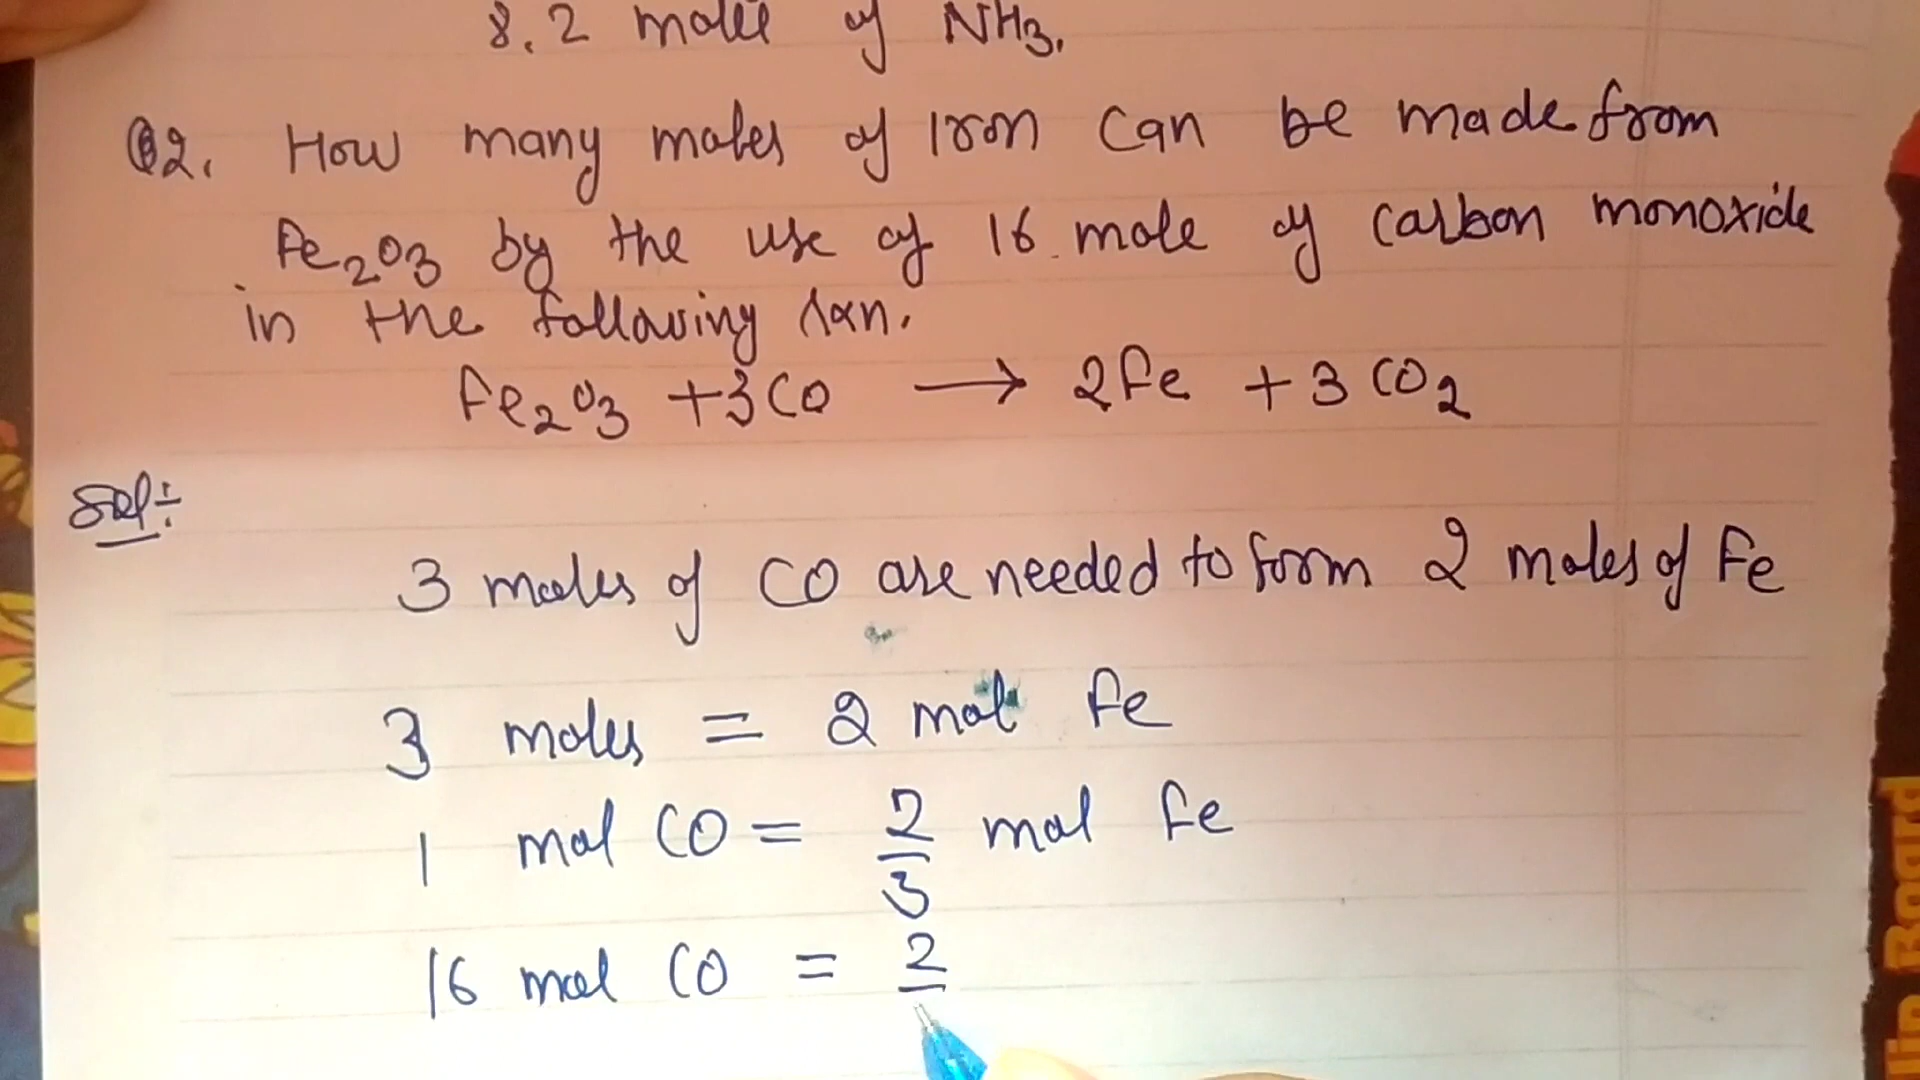 8.2 mole of NH3.
Q2. How many moles of Iron can be made from
Fe2O3 by the use of 16 mole of carbon monoxide
in the following rxn.
Fe2O3 + 3CO → 2Fe + 3CO2
Sol:-
3 moles of CO are needed to form 2 moles of Fe
3 moles = 2 mol Fe
1 mol CO = 2/3 mol Fe
16 mol CO = 2/
Board